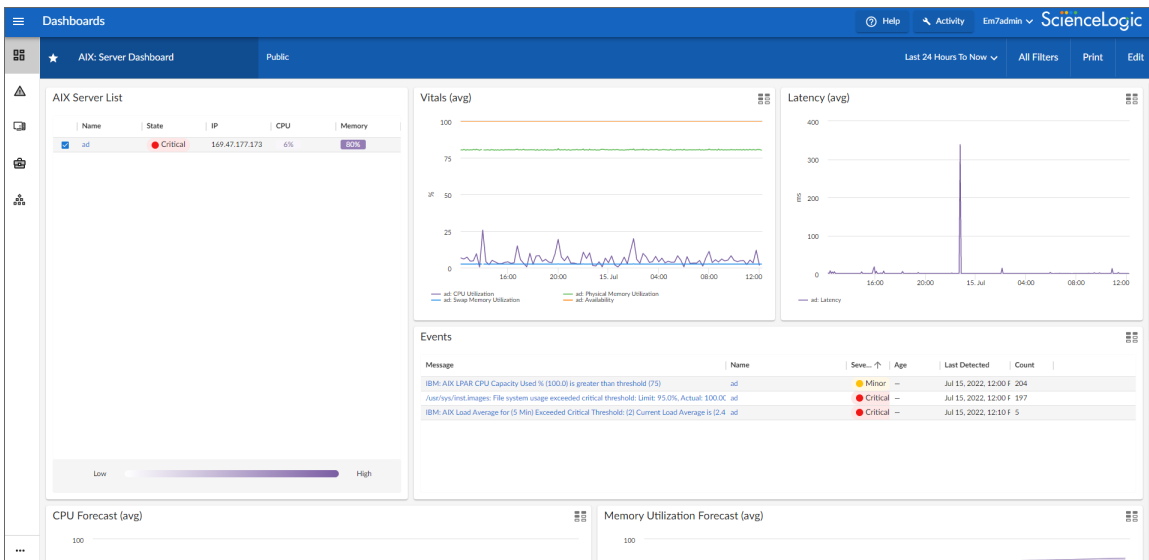 Dashboards
Help
Activity
Em7admin
ScienceLogic
AIX: Server Dashboard
Public
Last 24 Hours To Now
All Filters
Print
Edit
AIX Server List
Name State IP CPU Memory
ad Critical 169.47.177.173 6% 80%
Low High
Vitals (avg)
100
75
50
25
0
%
16:00 20:00 15. Jul 04:00 08:00 12:00
ad: CPU Utilization ad: Physical Memory Utilization
ad: Swap Memory Utilization ad: Availability
Latency (avg)
400
300
200
100
0
ms
16:00 20:00 15. Jul 04:00 08:00 12:00
ad: Latency
Events
Message Name Seve... Age Last Detected Count
IBM: AIX LPAR CPU Capacity Used % (100.0) is greater than threshold (75) ad Minor – Jul 15, 2022, 12:00 F 204
/usr/sys/inst.images: File system usage exceeded critical threshold: Limit: 95.0%, Actual: 100.0C ad Critical – Jul 15, 2022, 12:00 F 197
IBM: AIX Load Average for (5 Min) Exceeded Critical Threshold: (2) Current Load Average is (2.4 ad Critical – Jul 15, 2022, 12:10 F 5
CPU Forecast (avg)
100
Memory Utilization Forecast (avg)
100